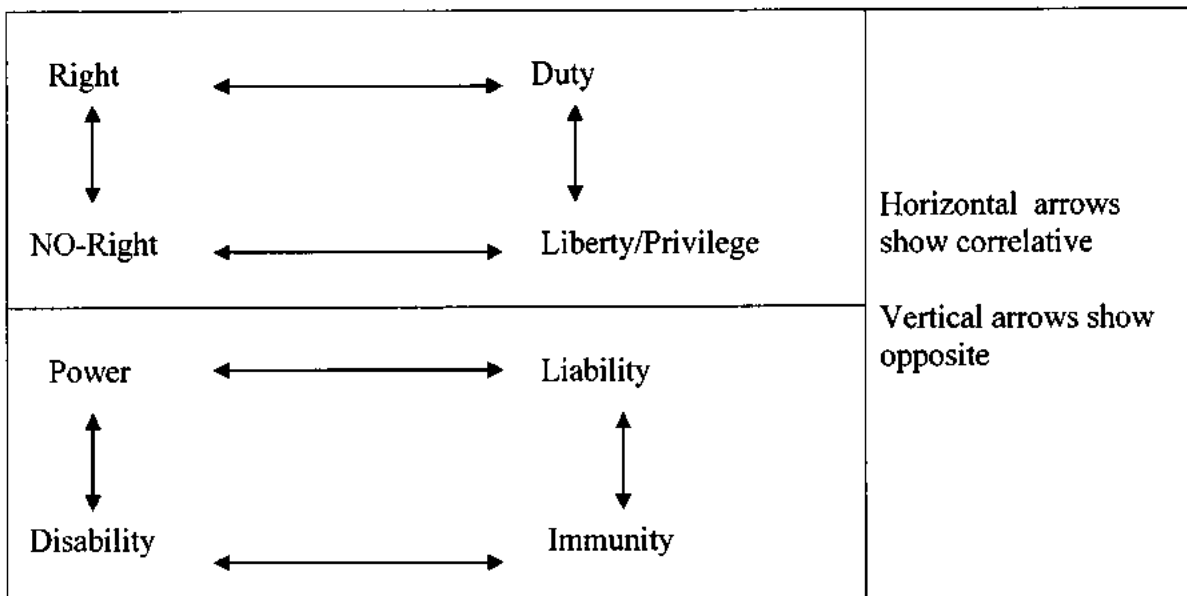 Right Duty
NO-Right Liberty/Privilege
Horizontal arrows
show correlative
Vertical arrows show
opposite
Power Liability
Disability Immunity